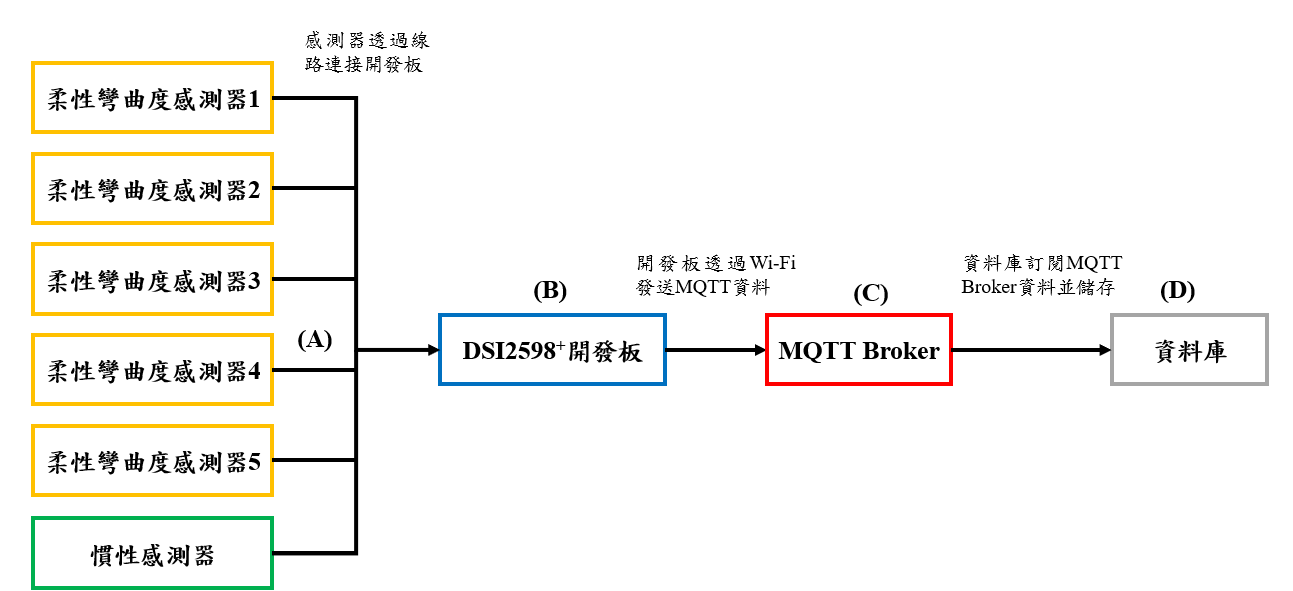 感測器透過線
路連接開發板
柔性彎曲度感測器1
柔性彎曲度感測器2
柔性彎曲度感測器3
(A)
柔性彎曲度感測器4
柔性彎曲度感測器5
慣性感測器
(B)
DSI2598+開發板
開發板透過Wi-Fi
發送MQTT資料
(C)
MQTT Broker
資料庫訂閱MQTT
Broker資料並儲存
(D)
資料庫